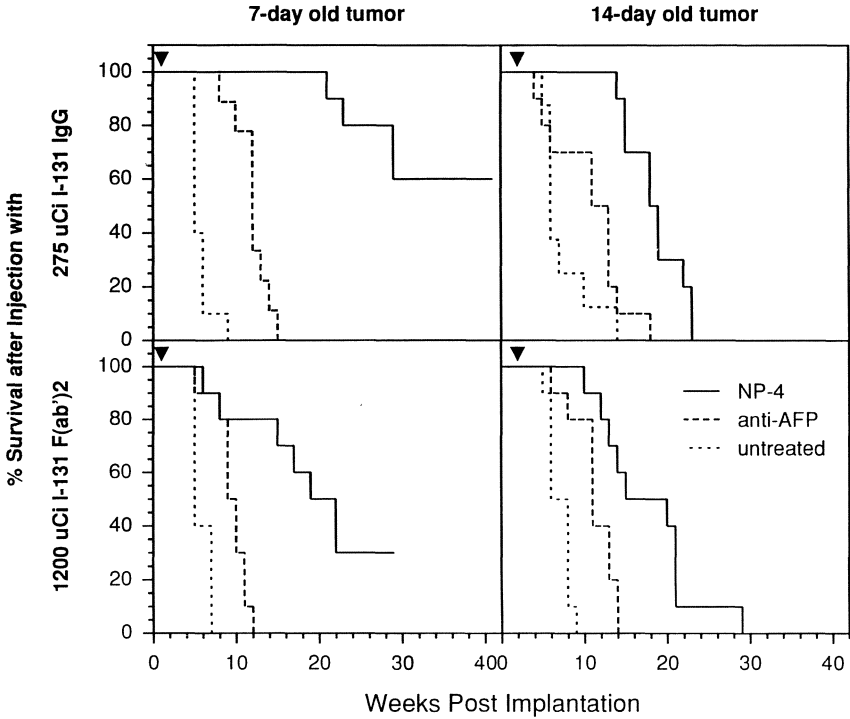 7-day old tumor
14-day old tumor
% Survival after Injection with
275 uCi I-131 IgG
100
80
60
40
20
0
1200 uCi I-131 F(ab')2
100
80
60
40
20
0
NP-4
anti-AFP
untreated
0 10 20 30 40 0 10 20 30 40
Weeks Post Implantation